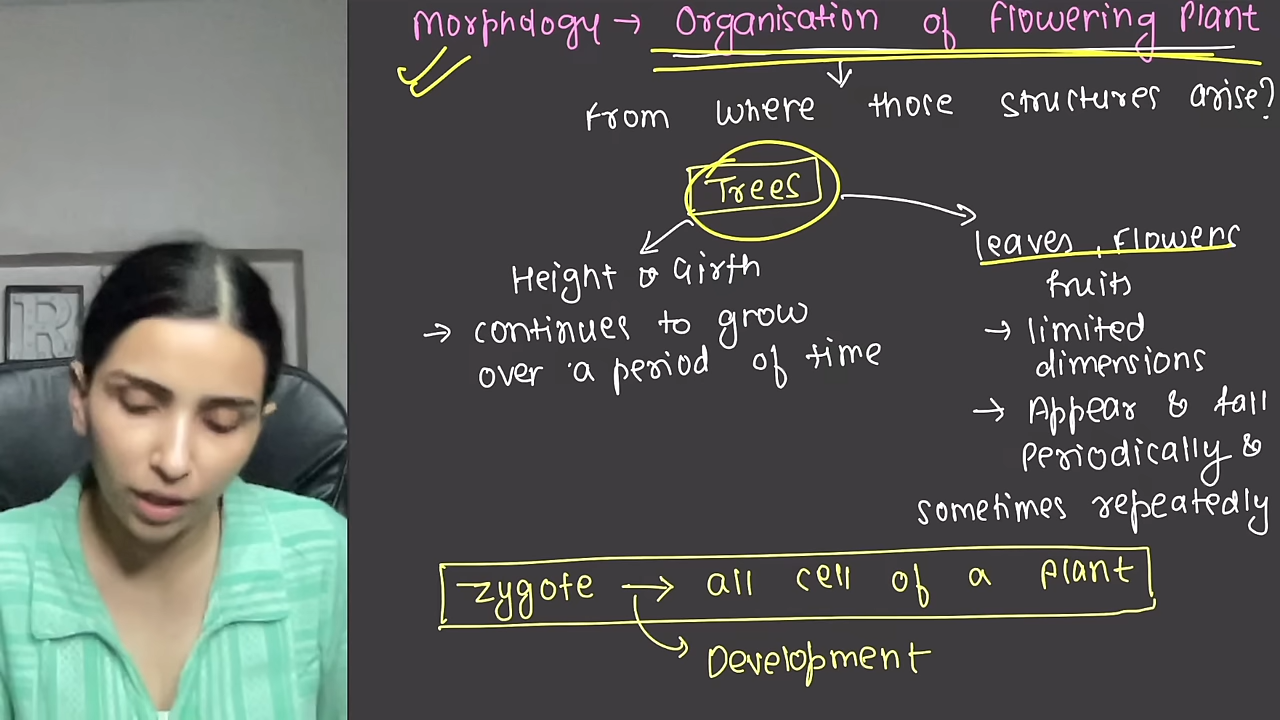 Morphology → Organisation of flowering Plant
from where those structures arise?
Trees
Height & Girth
→ continues to grow
over a period of time
leaves, Flowers
fruits
→ limited
dimensions
→ Appear & fall
Periodically &
sometimes repeatedly
zygote → all cell of a plant
Development
R